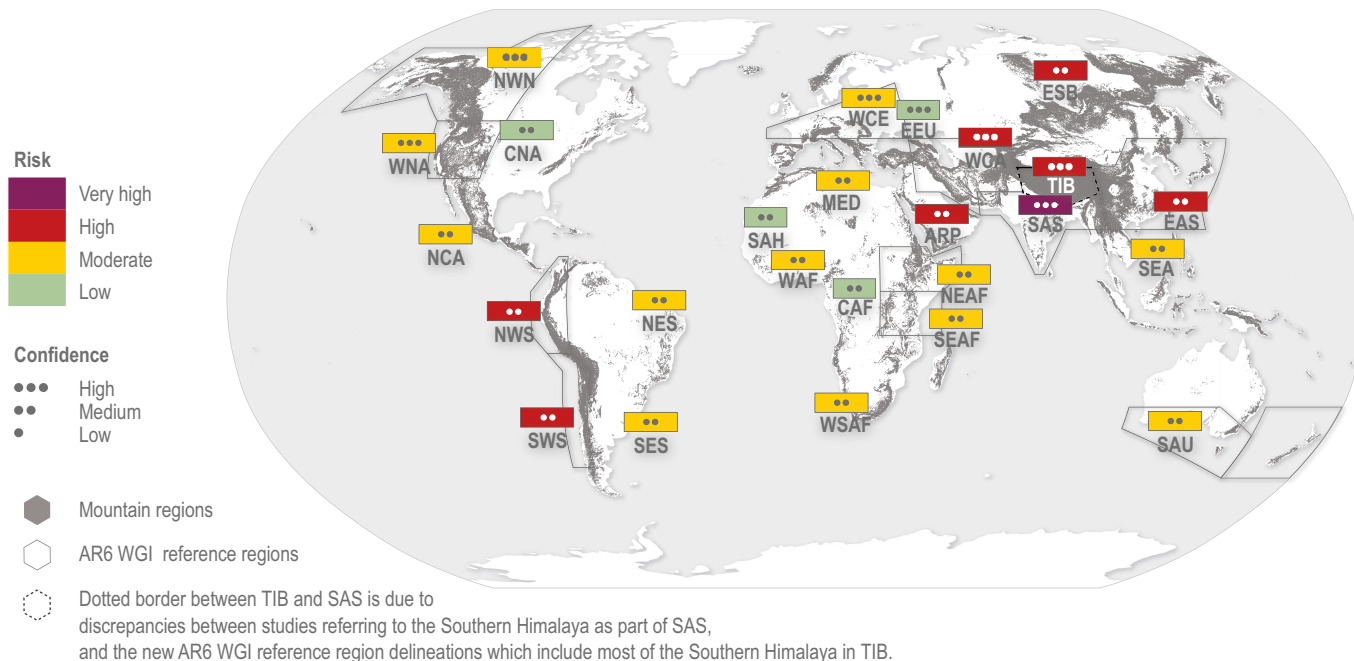 NWN
ESB
WCE
EEU
WNA
CNA
WCA
Risk
Very high
High
Moderate
Low
TIB
MED
SAS
EAS
SAH
ARP
NCA
WAF
SEA
CAF
NEAF
NWS
NES
SEAF
Confidence
High
Medium
Low
WSAF
SWS
SES
SAU
Mountain regions
AR6 WGI reference regions
Dotted border between TIB and SAS is due to
discrepancies between studies referring to the Southern Himalaya as part of SAS,
and the new AR6 WGI reference region delineations which include most of the Southern Himalaya in TIB.